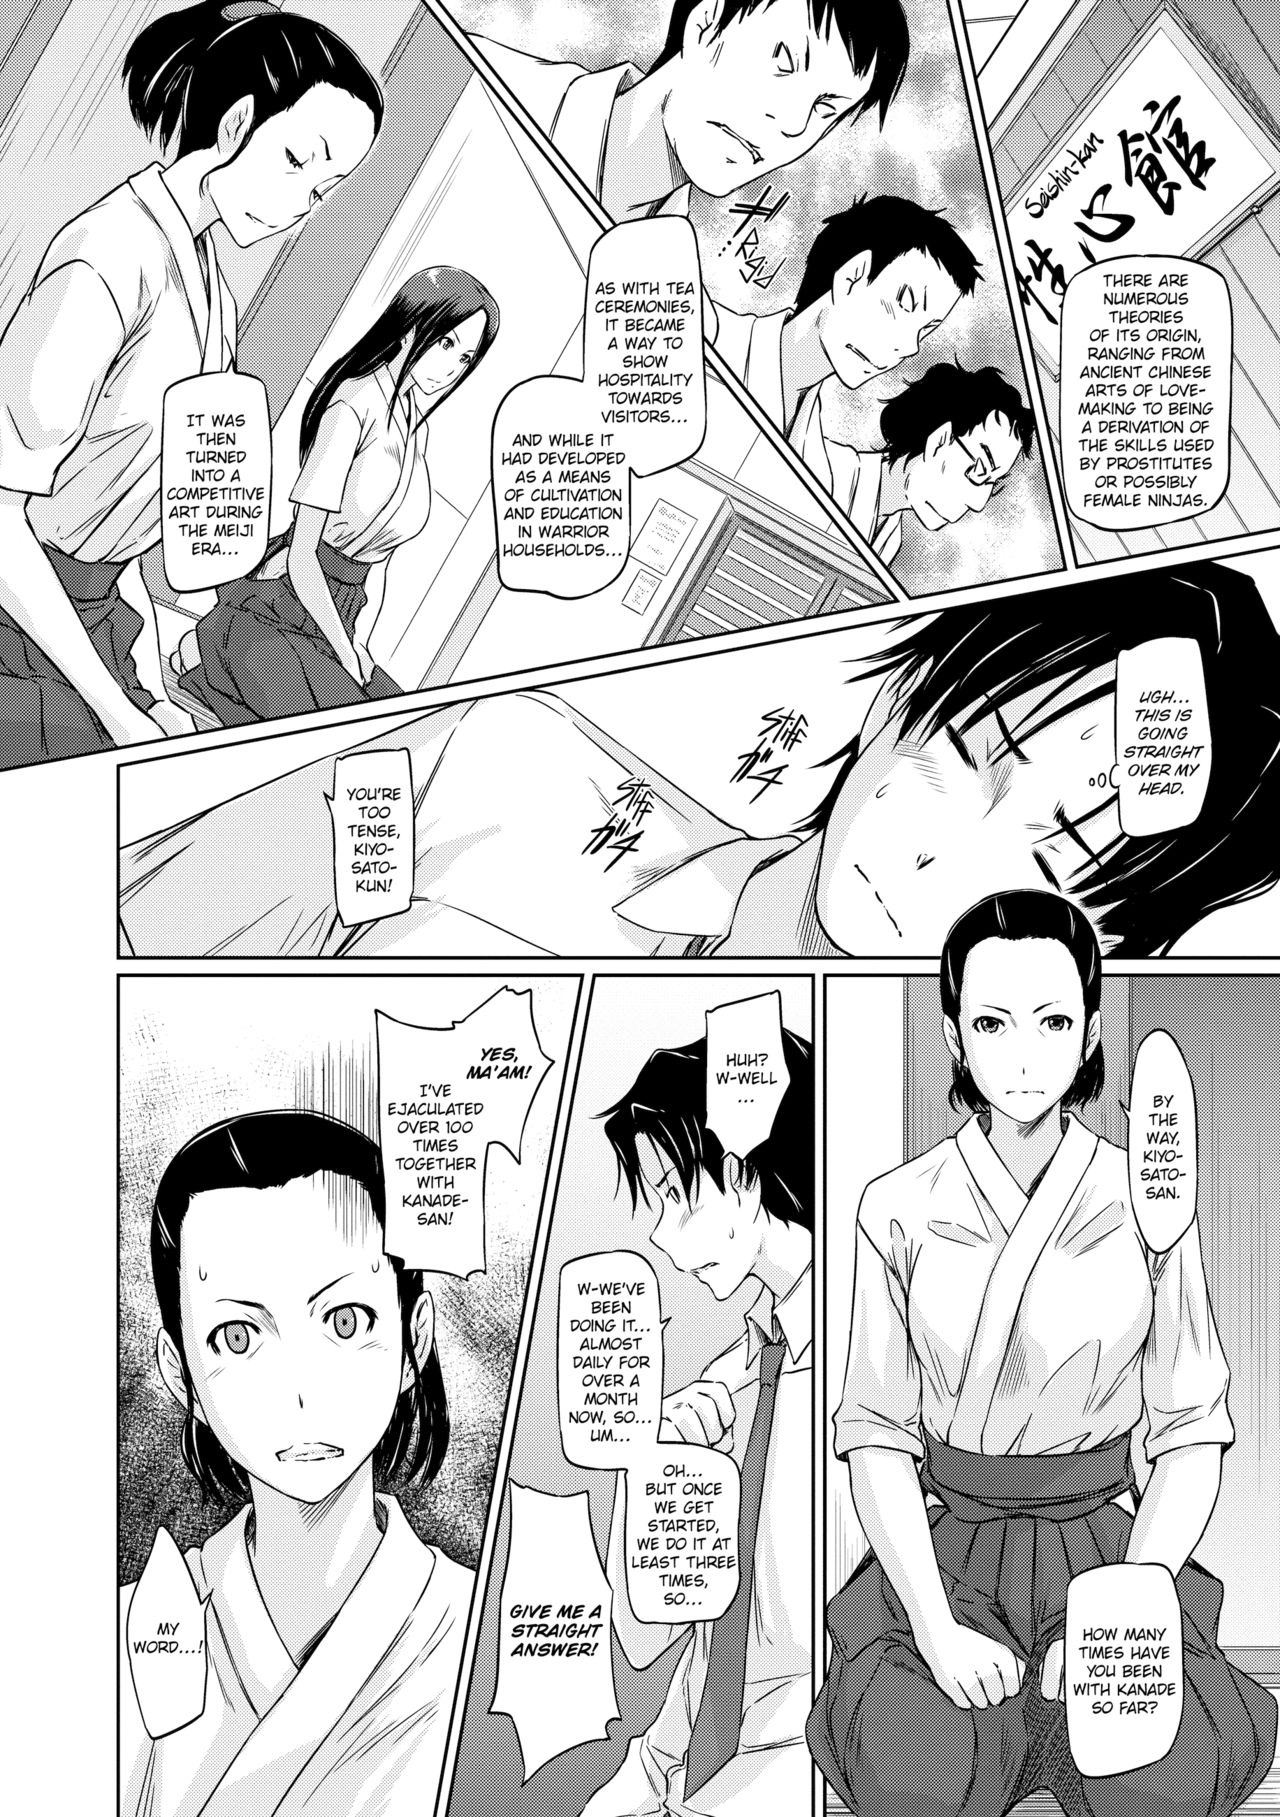 館
Seishin-kan
心
性
THERE ARE
NUMEROUS
THEORIES
OF ITS ORIGIN,
RANGING FROM
ANCIENT CHINESE
ARTS OF LOVE-
MAKING TO BEING
A DERIVATION OF
THE SKILLS USED
BY PROSTITUTES
OR POSSIBLY
FEMALE NINJAS.
RIGID
AS WITH TEA
CEREMONIES,
IT BECAME
A WAY TO
SHOW
HOSPITALITY
TOWARDS
VISITORS...
AND WHILE IT
HAD DEVELOPED
AS A MEANS
OF CULTIVATION
AND EDUCATION
IN WARRIOR
HOUSEHOLDS...
IT WAS
THEN
TURNED
INTO A
COMPETITIVE
ART DURING
THE MEIJI
ERA...
UGH...
THIS IS
GOING
STRAIGHT
OVER MY
HEAD.
STIFF
ガチ
STIFF
ガチ
YOU'RE
TOO
TENSE,
KIYO-
SATO-
KUN!
BY
THE
WAY,
KIYO-
SATO-
SAN.
HOW MANY
TIMES HAVE
YOU BEEN
WITH KANADE
SO FAR?
HUH?
W-WELL
...
W-WE'VE
BEEN
DOING IT...
ALMOST
DAILY FOR
OVER A
MONTH
NOW, SO...
UM...
OH...
BUT ONCE
WE GET
STARTED,
WE DO IT AT
LEAST THREE
TIMES,
SO...
GIVE ME A
STRAIGHT
ANSWER!
YES,
MA'AM!
I'VE
EJACULATED
OVER 100
TIMES
TOGETHER
WITH
KANADE-
SAN!
MY
WORD...!